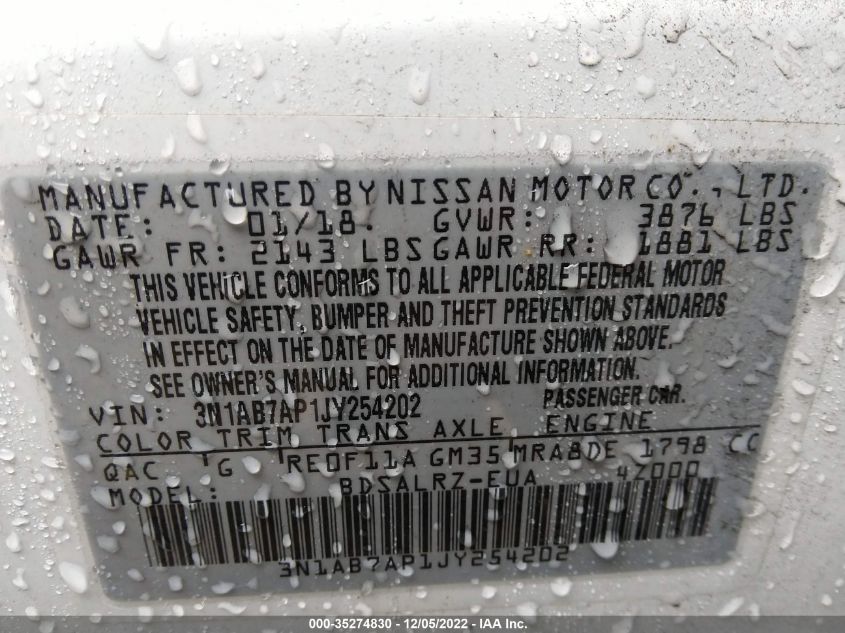 MANUFACTURED BY NISSAN MOTOR CO., LTD.
DATE: 01/18. GVWR: 3876 LBS
GAWR FR: 2143 LBS GAWR RR: 1881 LBS
THIS VEHICLE CONFORMS TO ALL APPLICABLE FEDERAL MOTOR
VEHICLE SAFETY, BUMPER AND THEFT PREVENTION STANDARDS
IN EFFECT ON THE DATE OF MANUFACTURE SHOWN ABOVE.
SEE OWNER'S MANUAL FOR ADDITIONAL INFORMATION.
VIN: 3N1AB7AP1JY254202 PASSENGER CAR.
COLOR TRIM TRANS AXLE ENGINE
QAC G RE0F11A GM35 MRA8DE 1798 CC
MODEL: BDSALRZ-EUA 4Z000
3N1AB7AP1JY254202
000-35274830 - 12/05/2022 - IAA Inc.